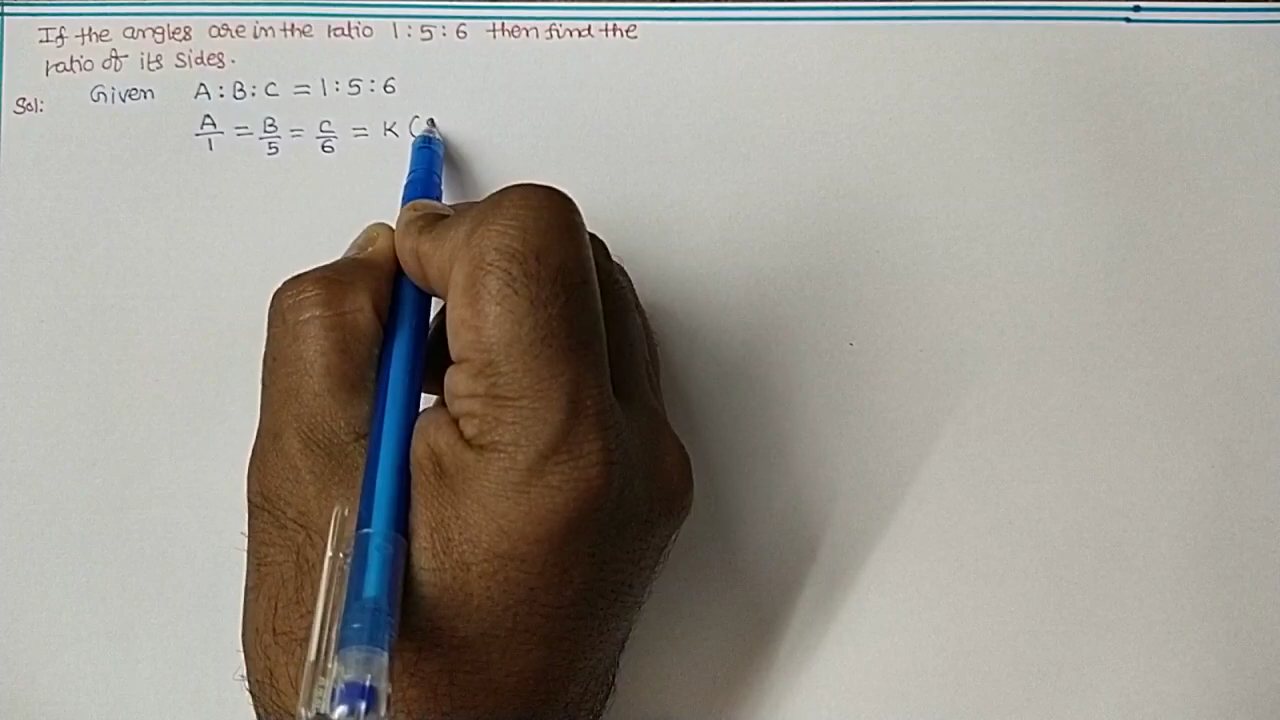 If the angles are in the ratio 1:5:6 then find the
ratio of its sides.
Sol: Given A:B:C = 1:5:6
A/1 = B/5 = C/6 = K (